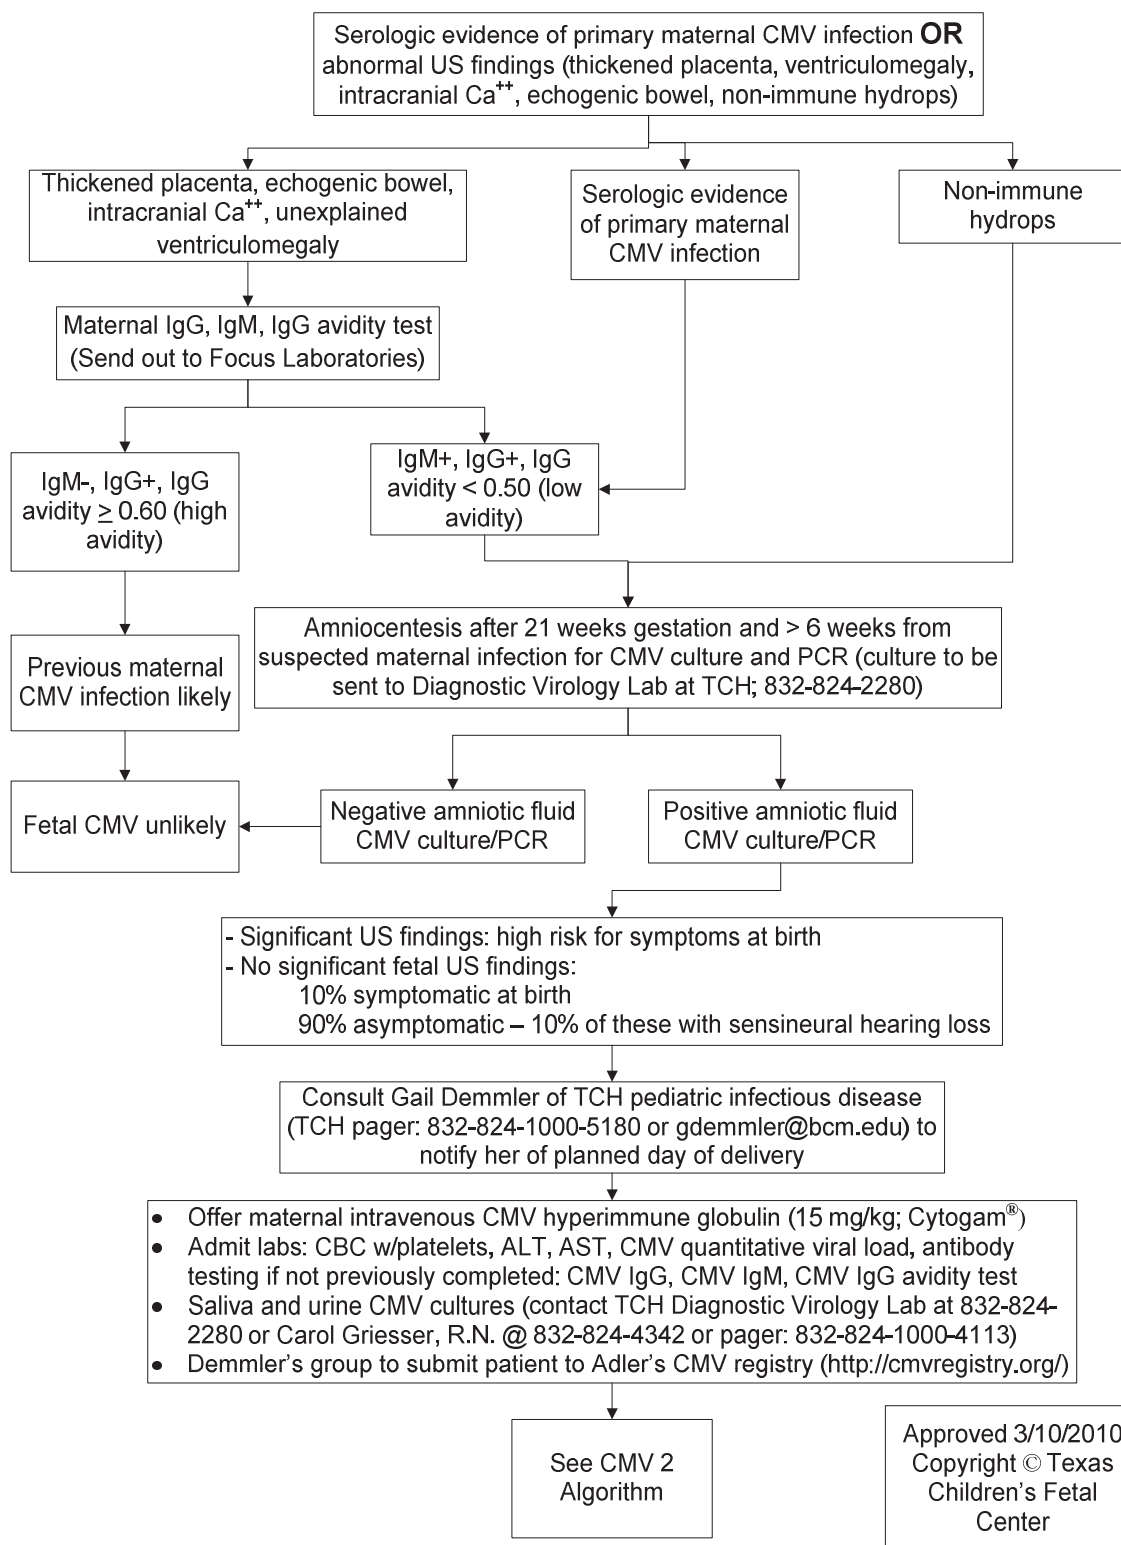 Serologic evidence of primary maternal CMV infection OR
abnormal US findings (thickened placenta, ventriculomegaly,
intracranial Ca++, echogenic bowel, non-immune hydrops)
Thickened placenta, echogenic bowel,
intracranial Ca++, unexplained
ventriculomegaly
Serologic evidence
of primary maternal
CMV infection
Non-immune
hydrops
Maternal IgG, IgM, IgG avidity test
(Send out to Focus Laboratories)
IgM-, IgG+, IgG
avidity ≥ 0.60 (high
avidity)
IgM+, IgG+, IgG
avidity < 0.50 (low
avidity)
Amniocentesis after 21 weeks gestation and > 6 weeks from
suspected maternal infection for CMV culture and PCR (culture to be
sent to Diagnostic Virology Lab at TCH; 832-824-2280)
Previous maternal
CMV infection likely
Fetal CMV unlikely
Negative amniotic fluid
CMV culture/PCR
Positive amniotic fluid
CMV culture/PCR
- Significant US findings: high risk for symptoms at birth
- No significant fetal US findings:
10% symptomatic at birth
90% asymptomatic – 10% of these with sensineural hearing loss
Consult Gail Demmler of TCH pediatric infectious disease
(TCH pager: 832-824-1000-5180 or gdemmler@bcm.edu) to
notify her of planned day of delivery
• Offer maternal intravenous CMV hyperimmune globulin (15 mg/kg; Cytogam®)
• Admit labs: CBC w/platelets, ALT, AST, CMV quantitative viral load, antibody
testing if not previously completed: CMV IgG, CMV IgM, CMV IgG avidity test
• Saliva and urine CMV cultures (contact TCH Diagnostic Virology Lab at 832-824-
2280 or Carol Griesser, R.N. @ 832-824-4342 or pager: 832-824-1000-4113)
• Demmler's group to submit patient to Adler's CMV registry (http://cmvregistry.org/)
See CMV 2
Algorithm
Approved 3/10/2010
Copyright © Texas
Children's Fetal
Center